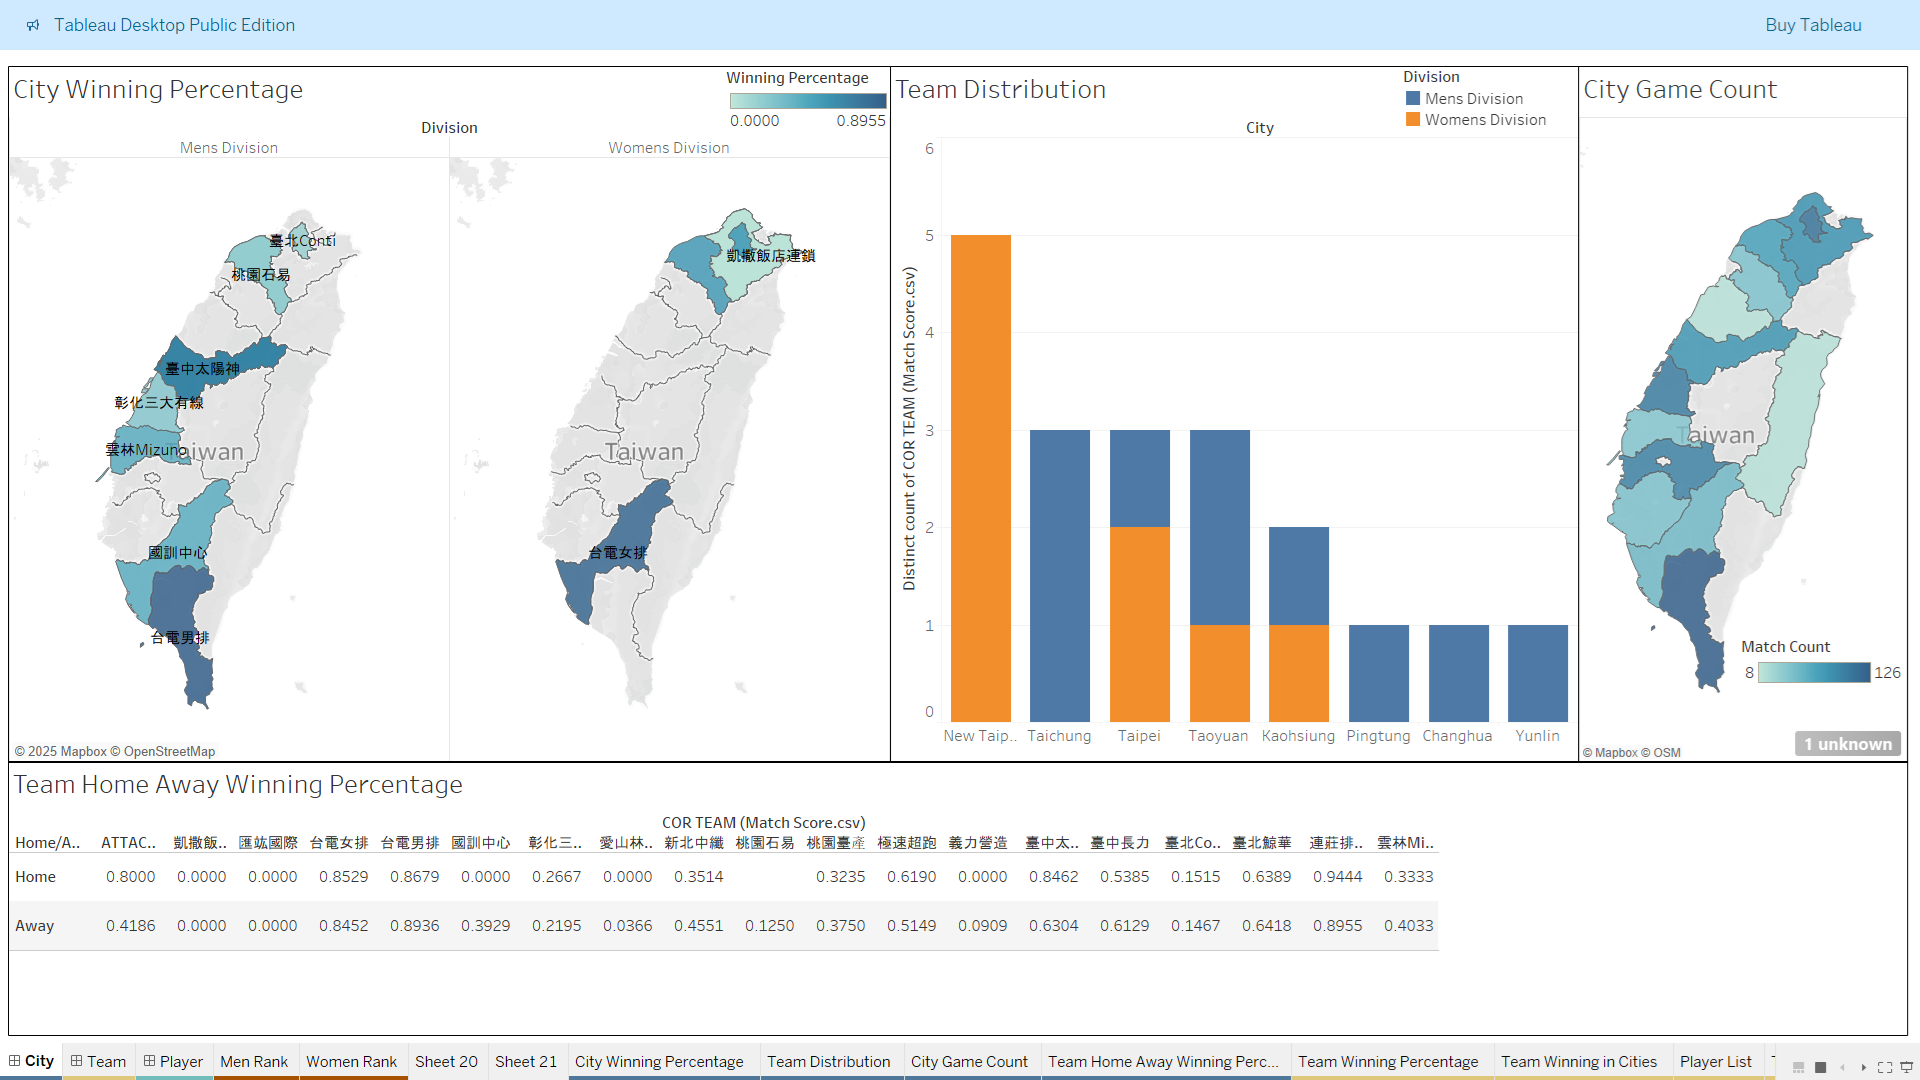 Tableau Desktop Public Edition
Buy Tableau
City Winning Percentage
Winning Percentage
0.0000 0.8955
Division
Mens Division Womens Division
臺北Conti
桃園石易
臺中太陽神
彰化三大有線
雲林Mizuno
Taiwan
國訓中心
台電男排
凱撒飯店連鎖
Taiwan
台電女排
© 2025 Mapbox © OpenStreetMap
Team Distribution
Division
Mens Division
Womens Division
City
Distinct count of COR TEAM (Match Score.csv)
6
5
4
3
2
1
0
New Taip.. Taichung Taipei Taoyuan Kaohsiung Pingtung Changhua Yunlin
City Game Count
Taiwan
Match Count
8 126
1 unknown
© Mapbox © OSM
Team Home Away Winning Percentage
COR TEAM (Match Score.csv)
Home/A.. ATTAC.. 凱撒飯.. 匯竑國際 台電女排 台電男排 國訓中心 彰化三.. 愛山林.. 新北中纖 桃園石易 桃園臺產 極速超跑 義力營造 臺中太.. 臺中長力 臺北Co.. 臺北鯨華 連莊排.. 雲林Mi..
Home 0.8000 0.0000 0.0000 0.8529 0.8679 0.0000 0.2667 0.0000 0.3514 0.3235 0.6190 0.0000 0.8462 0.5385 0.1515 0.6389 0.9444 0.3333
Away 0.4186 0.0000 0.0000 0.8452 0.8936 0.3929 0.2195 0.0366 0.4551 0.1250 0.3750 0.5149 0.0909 0.6304 0.6129 0.1467 0.6418 0.8955 0.4033
City Team Player Men Rank Women Rank Sheet 20 Sheet 21 City Winning Percentage Team Distribution City Game Count Team Home Away Winning Perc... Team Winning Percentage Team Winning in Cities Player List